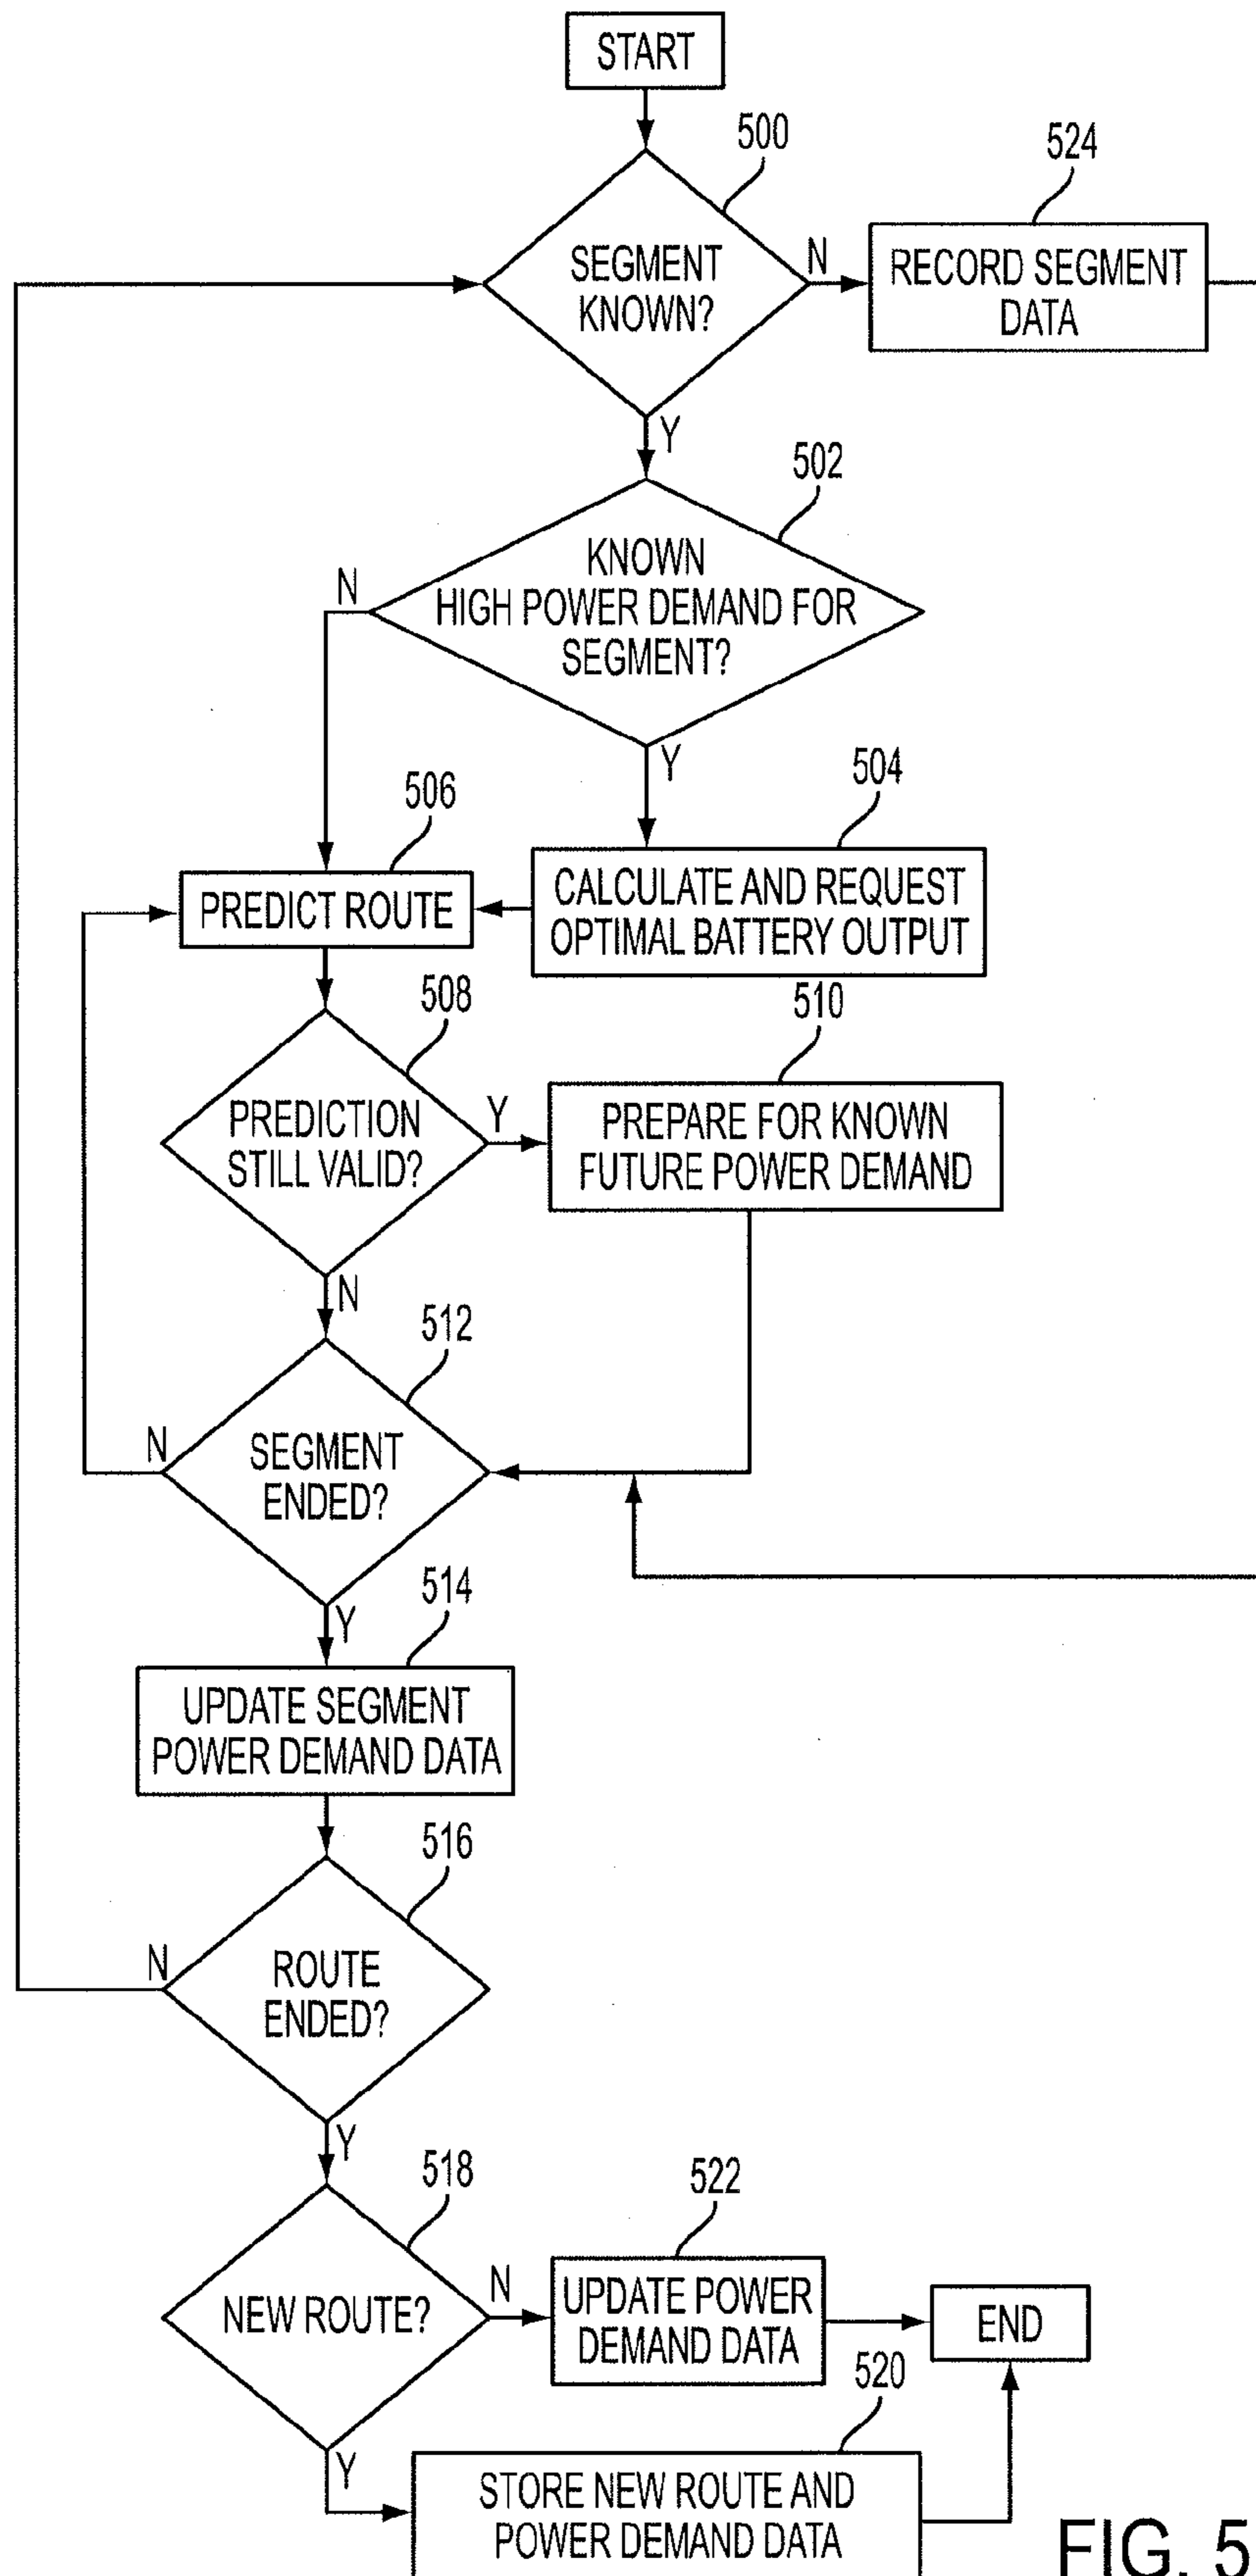 START
500
524
SEGMENT
KNOWN?
N
RECORD SEGMENT
DATA
Y
502
KNOWN
HIGH POWER DEMAND FOR
SEGMENT?
N
Y
504
506
CALCULATE AND REQUEST
OPTIMAL BATTERY OUTPUT
PREDICT ROUTE
508
510
PREDICTION
STILL VALID?
Y
PREPARE FOR KNOWN
FUTURE POWER DEMAND
N
512
N
SEGMENT
ENDED?
514
Y
UPDATE SEGMENT
POWER DEMAND DATA
516
N
ROUTE
ENDED?
Y
518
522
NEW ROUTE?
N
UPDATE POWER
DEMAND DATA
END
520
Y
STORE NEW ROUTE AND
POWER DEMAND DATA
FIG. 5